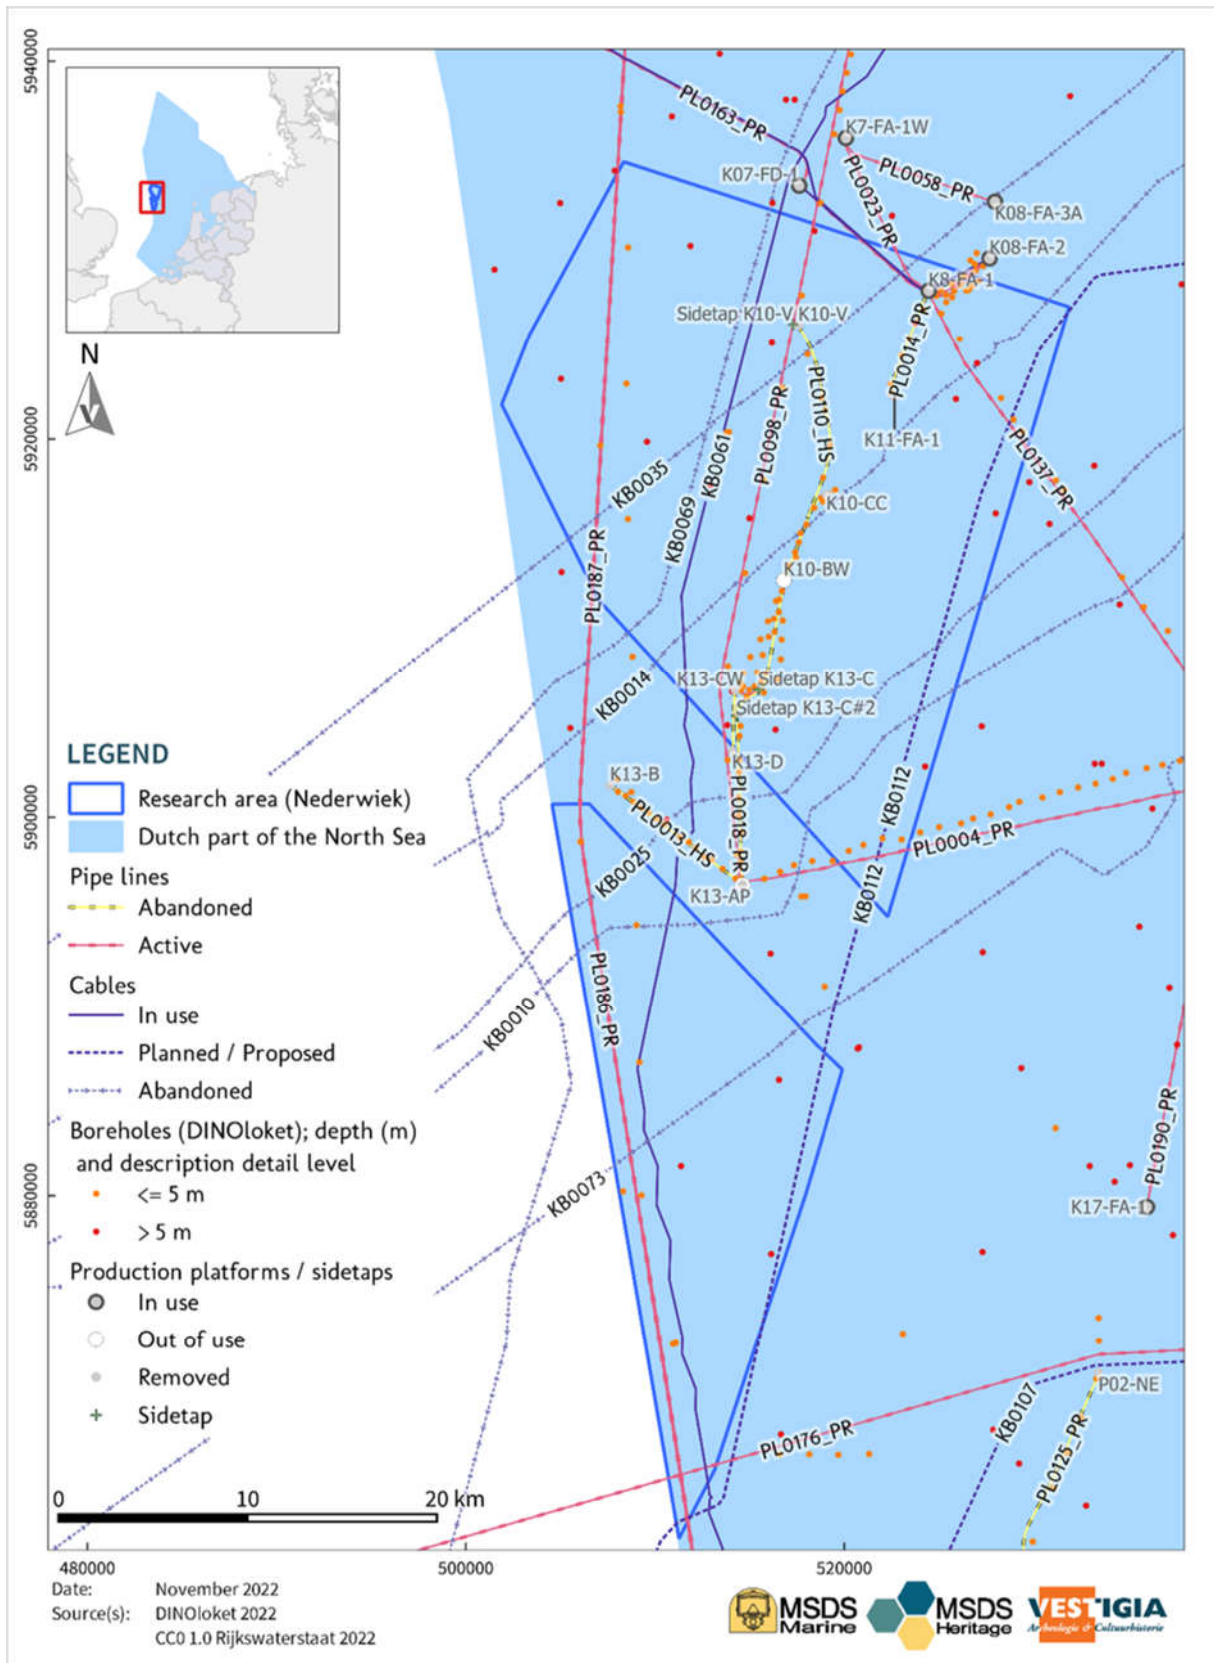 5940000
PL0163_PR
K7-FA-1W
K07-FD-1
PL0058_PR
PL0023_PR
K08-FA-3A
K08-FA-2
K8-FA-1
Sidetap K10-V
K10-V
N
PL0014_PR
PL0110_HS
PL0098_PR
5920000
K11-FA-1
KB0061
PL0137_PR
KB0035
KB0069
K10-CC
PL0187_PR
K10-BW
K13-CW
Sidetap K13-C
KB0014
Sidetap K13-C#2
LEGEND
K13-B
K13-D
Research area (Nederwiek)
Dutch part of the North Sea
5900000
PL0013_HS
PL0018_PR
KB0112
PL0004_PR
Pipe lines
KB0025
K13-AP
KB0112
Abandoned
Active
Cables
PL0186_PR
In use
KB0010
Planned / Proposed
Abandoned
Boreholes (DINOloket); depth (m)
and description detail level
PL0190_PR
<= 5 m
KB0073
5880000
K17-FA-1
> 5 m
Production platforms / sidetaps
In use
Out of use
Removed
P02-NE
Sidetap
KB0107
PL0176_PR
PL0125_PR
0 10 20 km
480000 500000 520000
Date: November 2022
Source(s): DINOloket 2022
CC0 1.0 Rijkswaterstaat 2022
MSDS
Marine
MSDS
Heritage
VESTIGIA
Archeologie & Cultuurhistorie